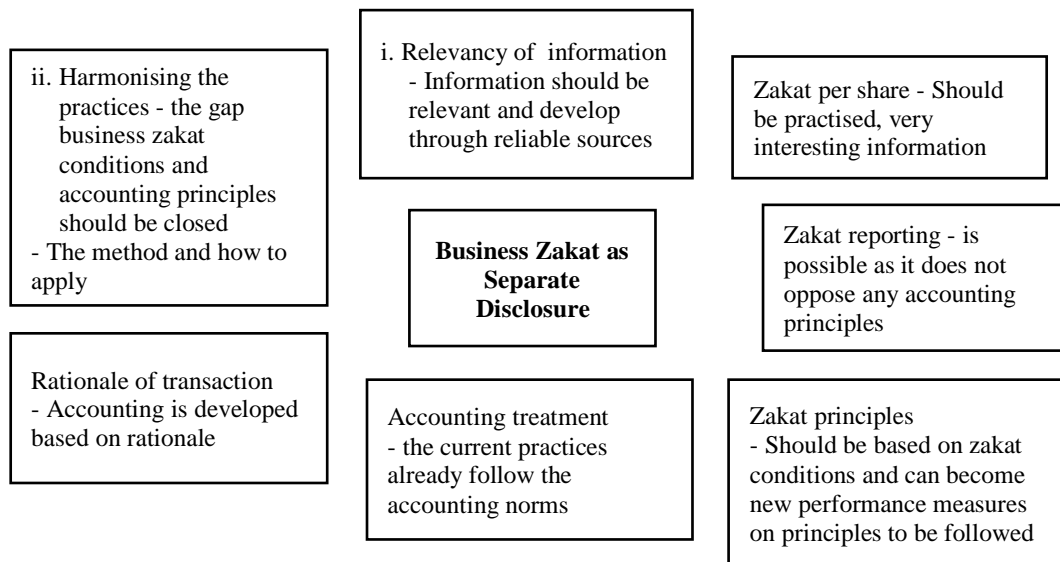 ii. Harmonising the
practices - the gap
business zakat
conditions and
accounting principles
should be closed
- The method and how to
apply
i. Relevancy of information
- Information should be
relevant and develop
through reliable sources
Zakat per share - Should
be practised, very
interesting information
Business Zakat as
Separate
Disclosure
Zakat reporting - is
possible as it does not
oppose any accounting
principles
Rationale of transaction
- Accounting is developed
based on rationale
Accounting treatment
- the current practices
already follow the
accounting norms
Zakat principles
- Should be based on zakat
conditions and can become
new performance measures
on principles to be followed